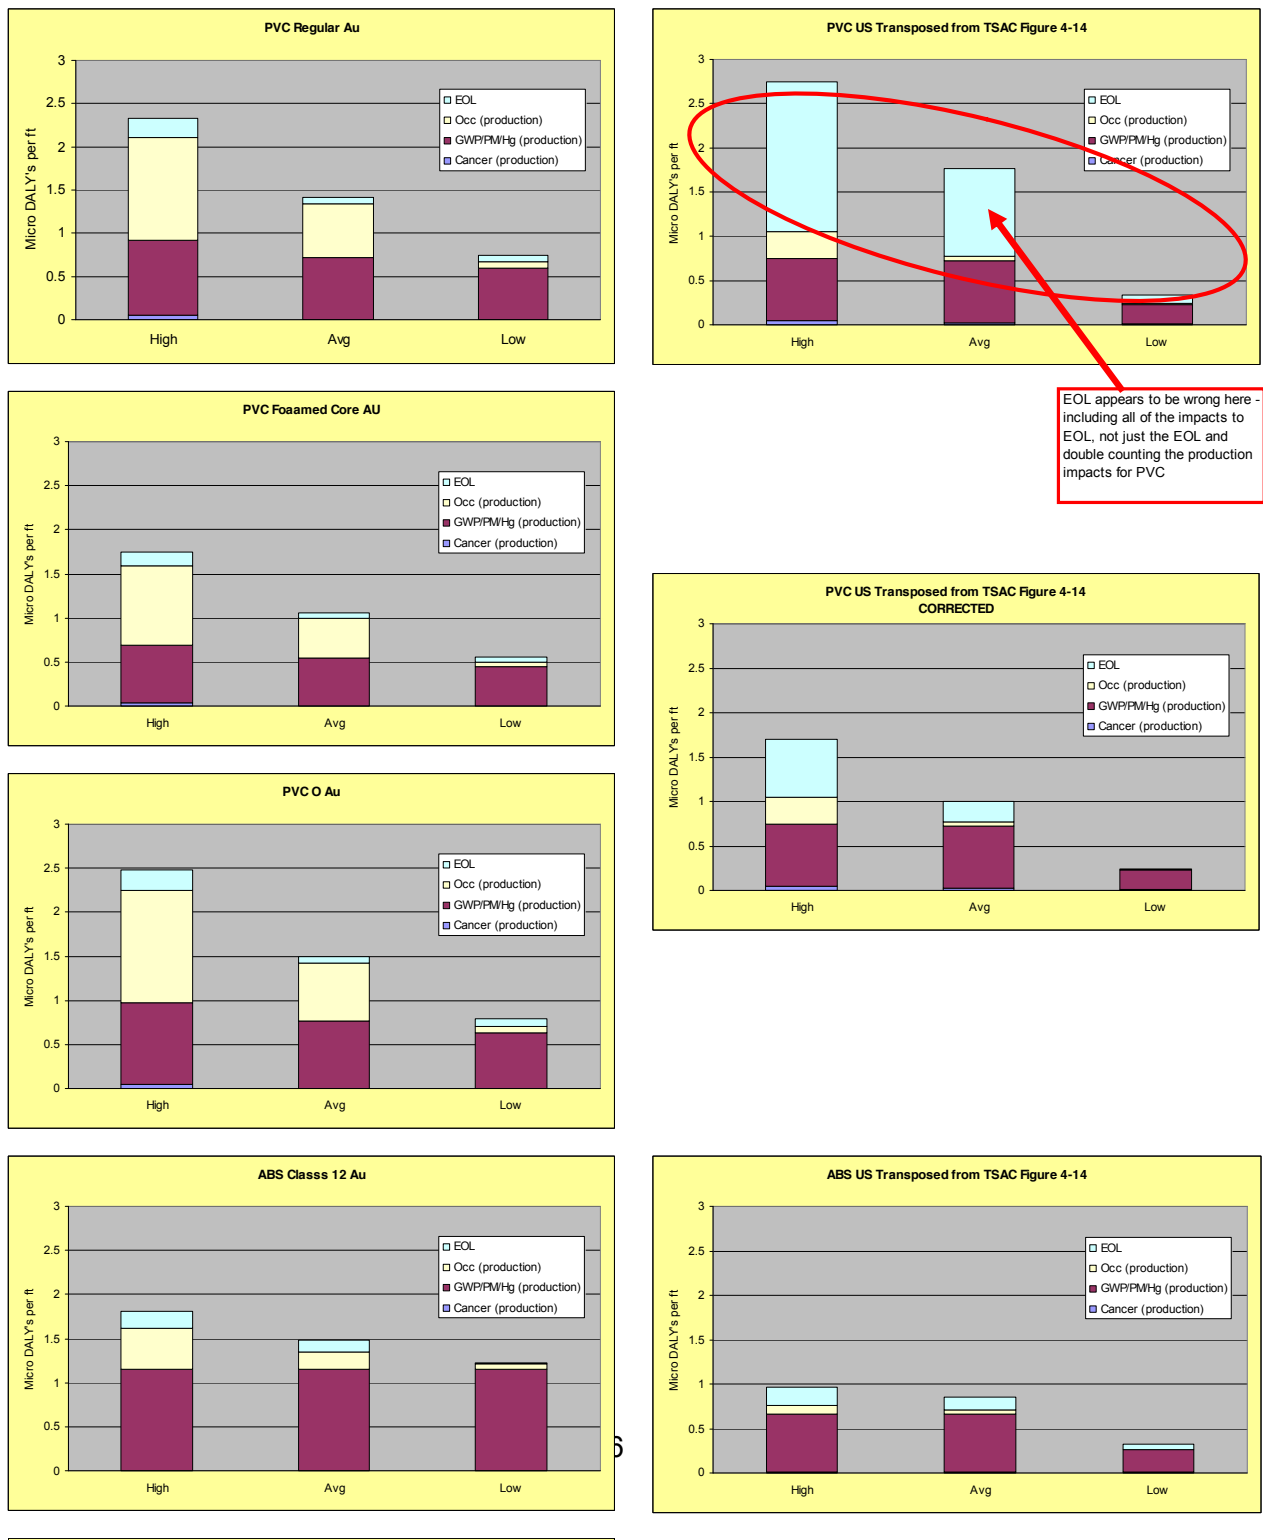 PVC Regular Au
3
2.5
2
1.5
1
0.5
0
Micro DALY's per ft
High Avg Low
EOL
Occ (production)
GWP/PM/Hg (production)
Cancer (production)
PVC US Transposed from TSAC Figure 4-14
3
2.5
2
1.5
1
0.5
0
Micro DALY's per ft
High Avg Low
EOL
Occ (production)
GWP/PM/Hg (production)
Cancer (production)
EOL appears to be wrong here -
including all of the impacts to
EOL, not just the EOL and
double counting the production
impacts for PVC
PVC Foaamed Core AU
3
2.5
2
1.5
1
0.5
0
Micro DALY's per ft
High Avg Low
EOL
Occ (production)
GWP/PM/Hg (production)
Cancer (production)
PVC US Transposed from TSAC Figure 4-14
CORRECTED
3
2.5
2
1.5
1
0.5
0
Micro DALY's per ft
High Avg Low
EOL
Occ (production)
GWP/PM/Hg (production)
Cancer (production)
PVC O Au
3
2.5
2
1.5
1
0.5
0
Micro DALY's per ft
High Avg Low
EOL
Occ (production)
GWP/PM/Hg (production)
Cancer (production)
ABS Classs 12 Au
3
2.5
2
1.5
1
0.5
0
Micro DALY's per ft
High Avg Low
EOL
Occ (production)
GWP/PM/Hg (production)
Cancer (production)
ABS US Transposed from TSAC Figure 4-14
3
2.5
2
1.5
1
0.5
0
Micro DALY's per ft
High Avg Low
EOL
Occ (production)
GWP/PM/Hg (production)
Cancer (production)